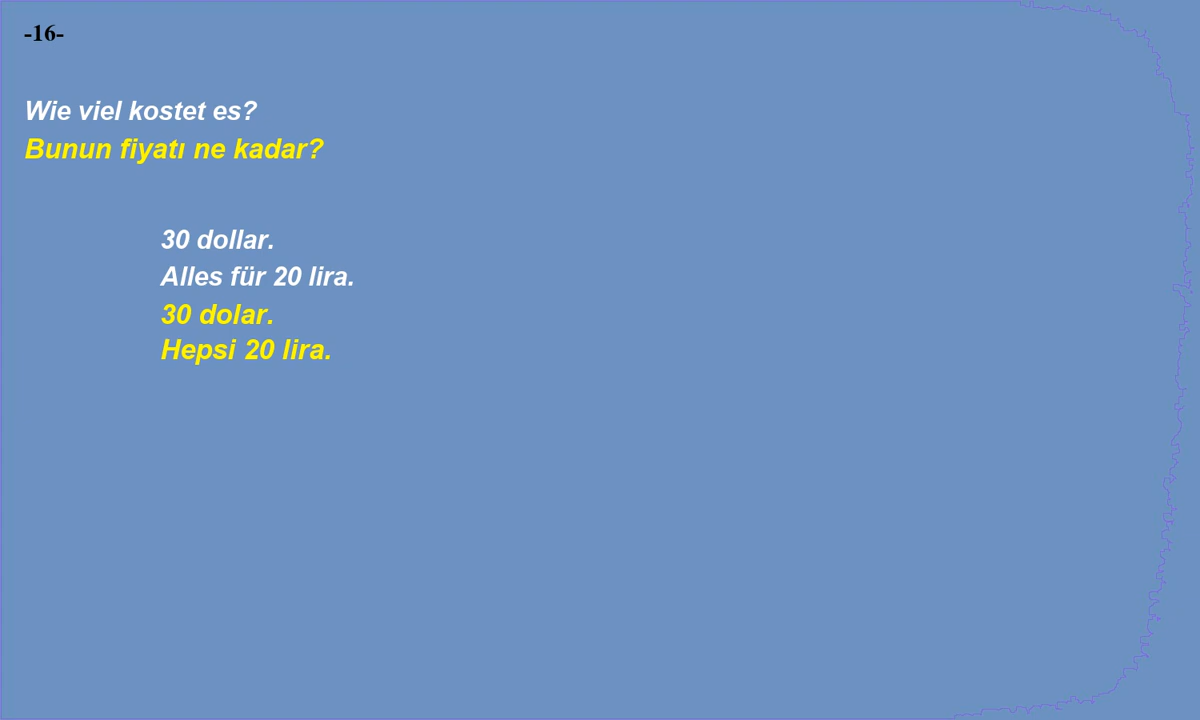 -16-
Wie viel kostet es?
Bunun fiyatı ne kadar?
30 dollar.
Alles für 20 lira.
30 dolar.
Hepsi 20 lira.